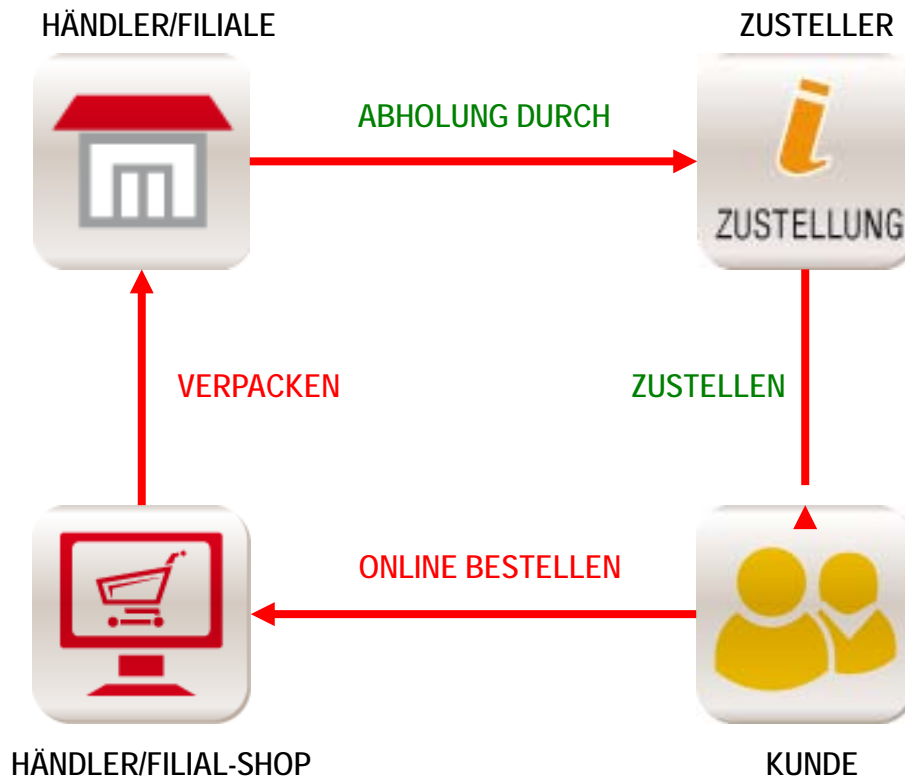 HÄNDLER/FILIALE
ZUSTELLER
ABHOLUNG DURCH
ZUSTELLUNG
VERPACKEN
ZUSTELLEN
ONLINE BESTELLEN
HÄNDLER/FILIAL-SHOP
KUNDE